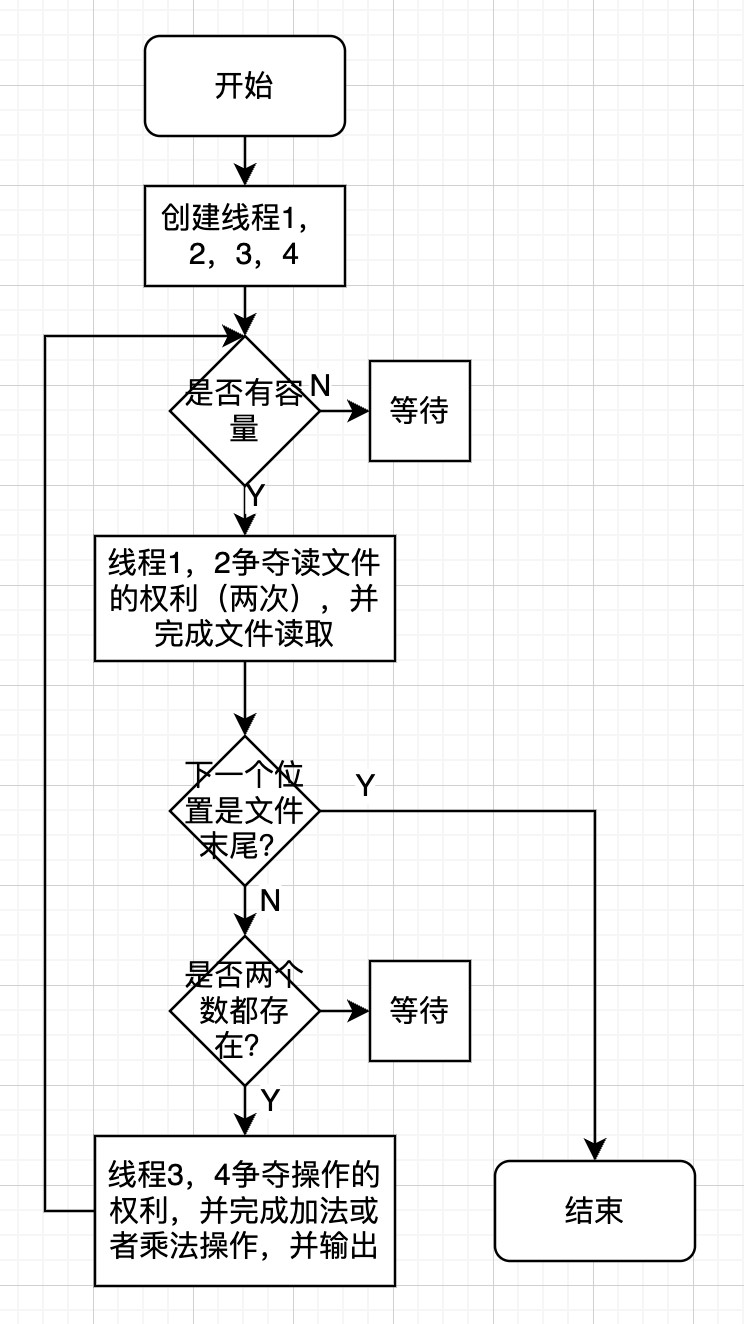 开始
创建线程1，
2，3，4
是否有容
量
N
等待
Y
线程1，2争夺读文件
的权利（两次），并
完成文件读取
下一个位
置是文件
末尾？
Y
N
是否两个
数都存
在？
等待
Y
线程3，4争夺操作的
权利，并完成加法或
者乘法操作，并输出
结束